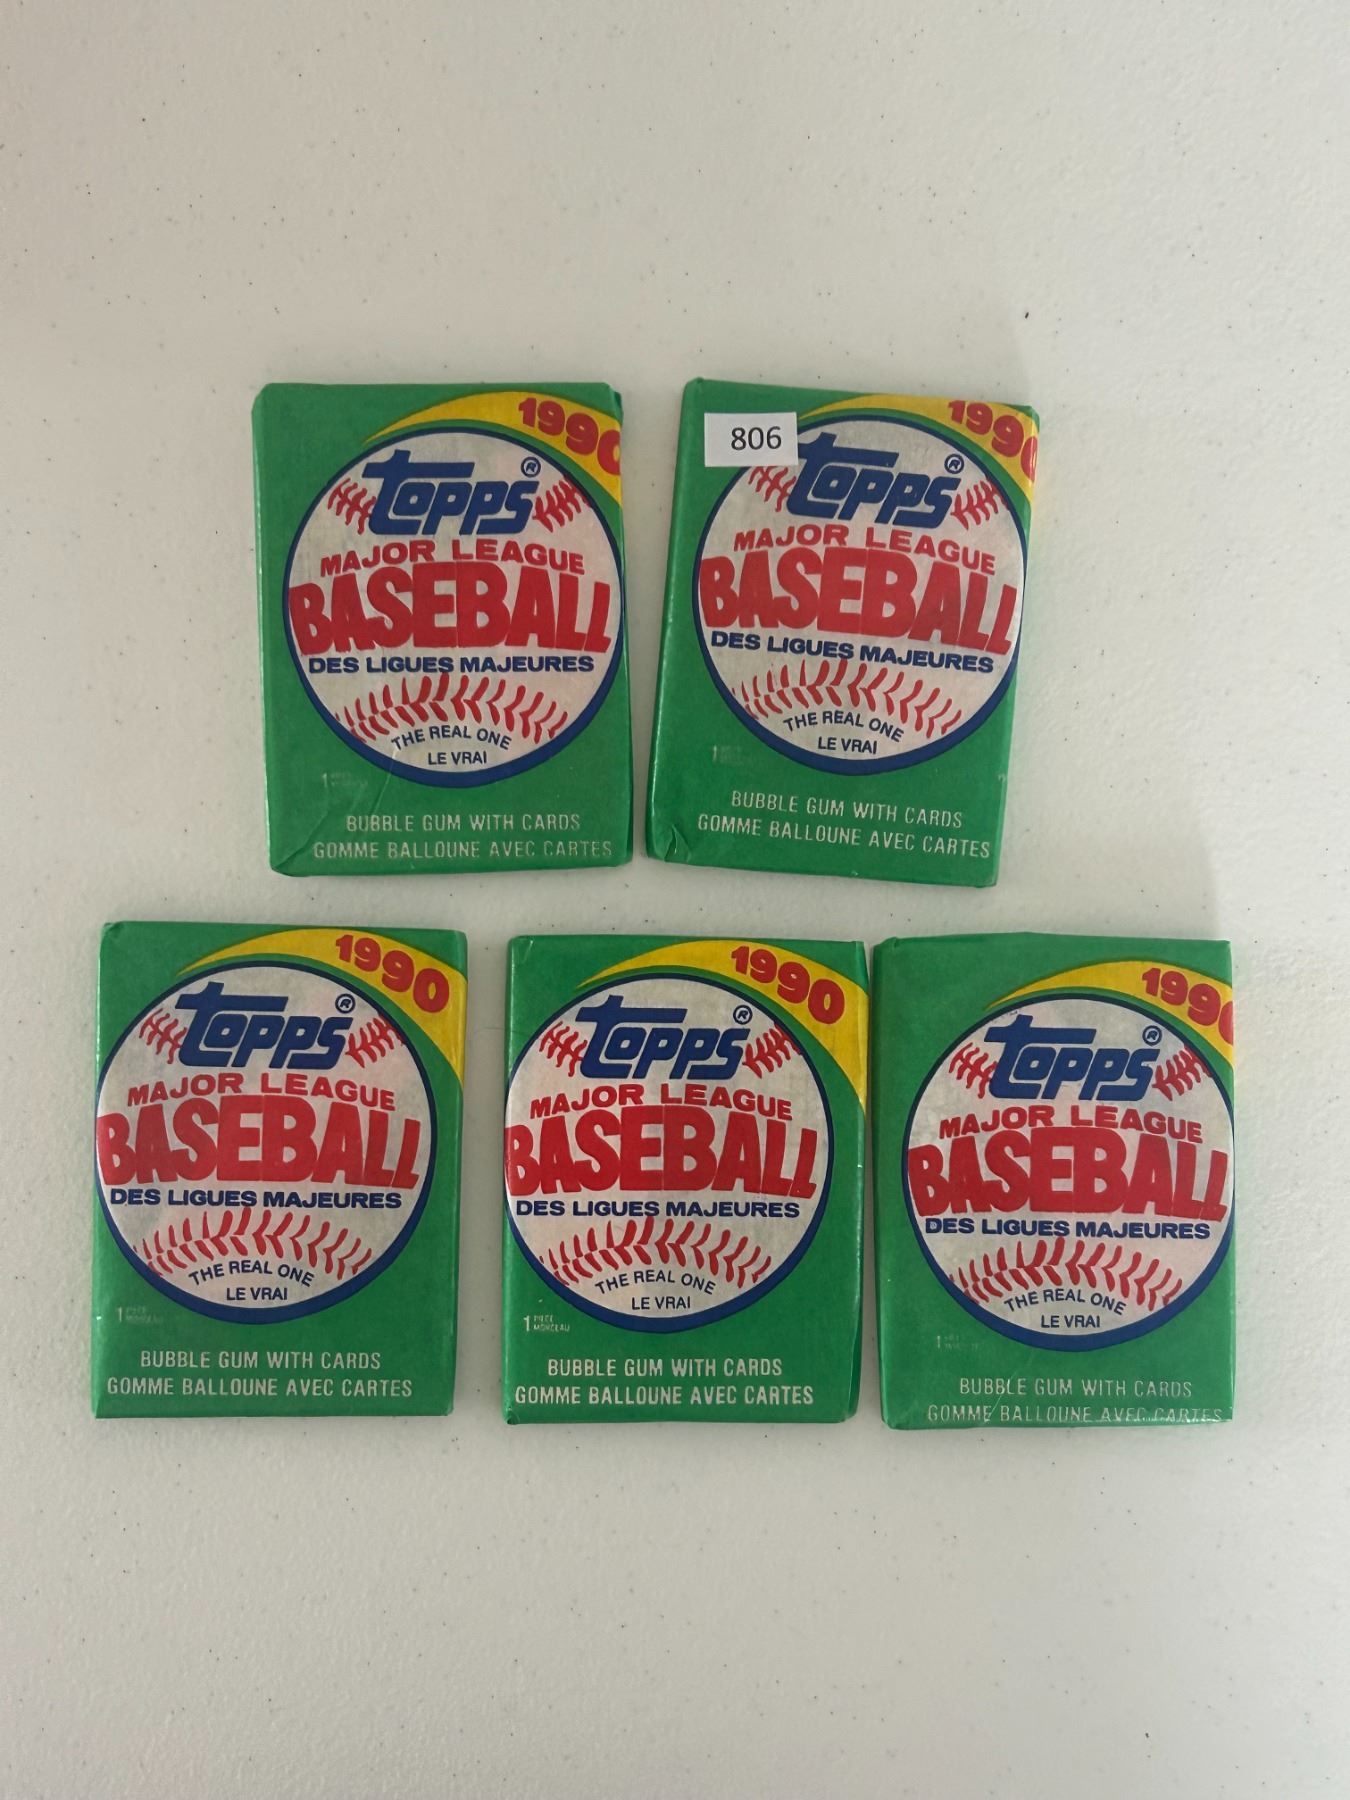 1990
topps®
MAJOR LEAGUE
BASEBALL
DES LIGUES MAJEURES
THE REAL ONE
LE VRAI
1
BUBBLE GUM WITH CARDS
GOMME BALLOUNE AVEC CARTES
806
1990
topps®
MAJOR LEAGUE
BASEBALL
DES LIGUES MAJEURES
THE REAL ONE
LE VRAI
1
BUBBLE GUM WITH CARDS
GOMME BALLOUNE AVEC CARTES
1990
topps®
MAJOR LEAGUE
BASEBALL
DES LIGUES MAJEURES
THE REAL ONE
LE VRAI
1 PIECE
MORCEAU
BUBBLE GUM WITH CARDS
GOMME BALLOUNE AVEC CARTES
1990
topps®
MAJOR LEAGUE
BASEBALL
DES LIGUES MAJEURES
THE REAL ONE
LE VRAI
1 PIECE
MORCEAU
BUBBLE GUM WITH CARDS
GOMME BALLOUNE AVEC CARTES
1990
topps®
MAJOR LEAGUE
BASEBALL
DES LIGUES MAJEURES
THE REAL ONE
LE VRAI
1
BUBBLE GUM WITH CARDS
GOMME BALLOUNE AVEC CARTES